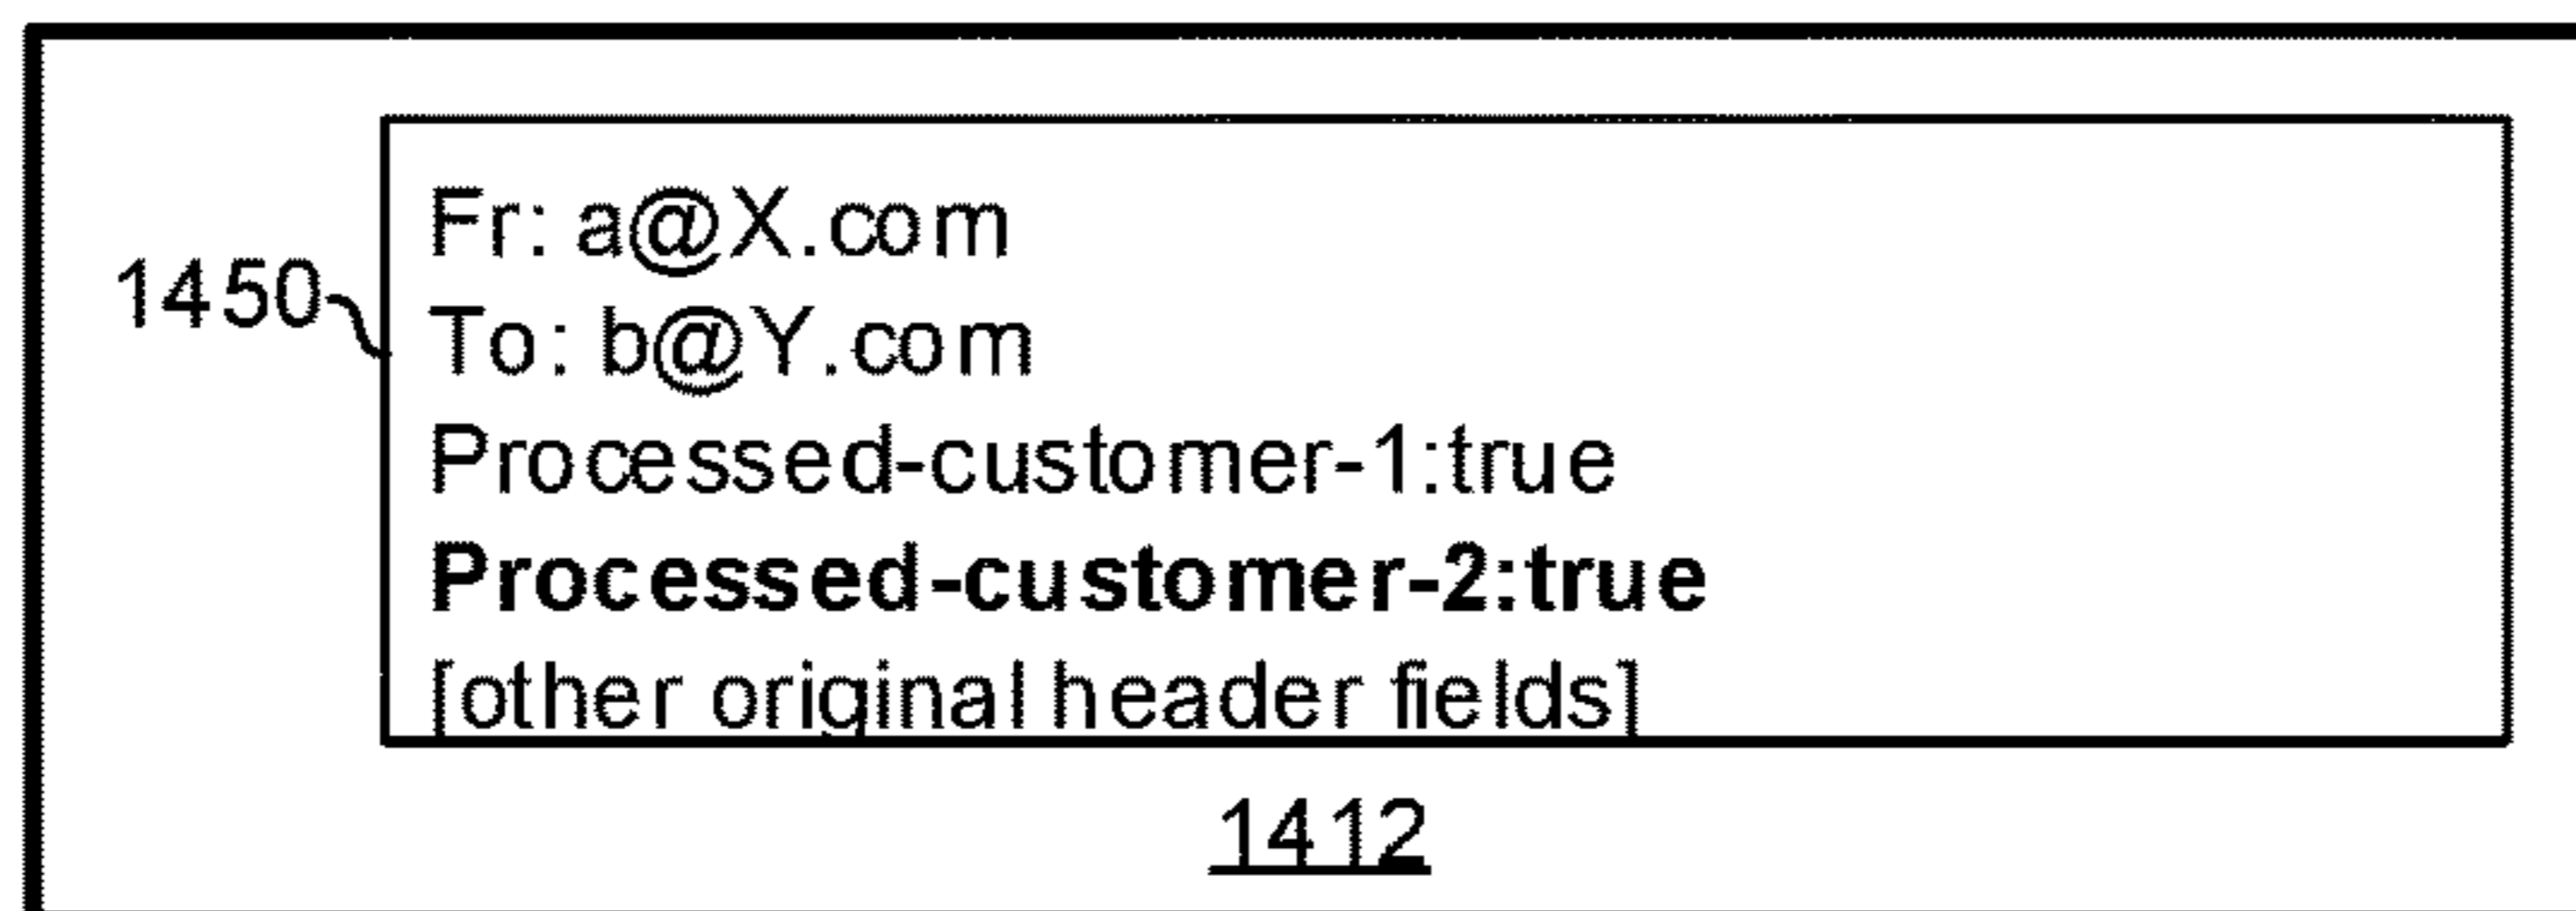 Fr: a@X.com
1450
To: b@Y.com
Processed-customer-1:true
Processed-customer-2:true
[other original header fields]
1412